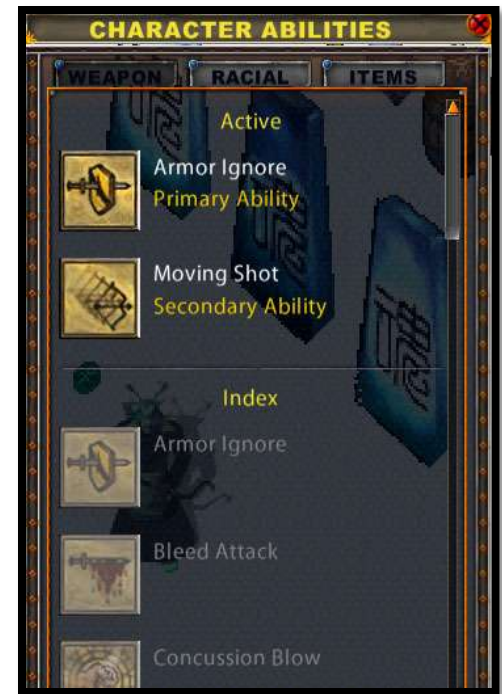 CHARACTER ABILITIES
WEAPON RACIAL ITEMS
Active
Armor Ignore
Primary Ability
Moving Shot
Secondary Ability
Index
Armor Ignore
Bleed Attack
Concussion Blow